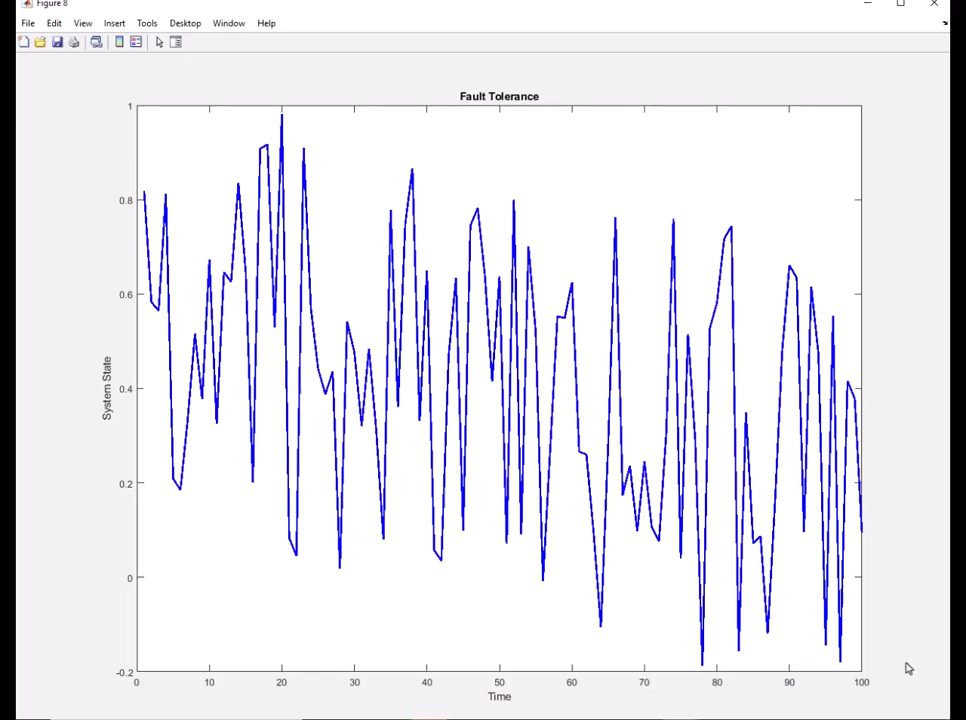 Figure 8
File Edit View Insert Tools Desktop Window Help
Fault Tolerance
1
0.8
0.6
0.4
0.2
0
-0.2
System State
0 10 20 30 40 50 60 70 80 90 100
Time